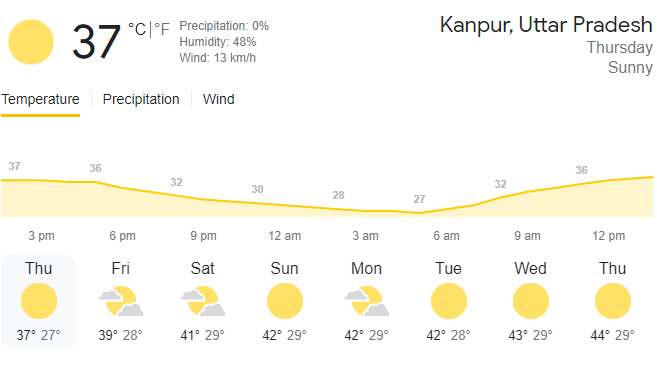 37 °C | °F
Precipitation: 0%
Humidity: 48%
Wind: 13 km/h
Kanpur, Uttar Pradesh
Thursday
Sunny
Temperature Precipitation Wind
37 36 32 30 28 27 32 36
3 pm 6 pm 9 pm 12 am 3 am 6 am 9 am 12 pm
Thu Fri Sat Sun Mon Tue Wed Thu
37° 27° 39° 28° 41° 29° 42° 29° 42° 29° 42° 28° 43° 29° 44° 29°